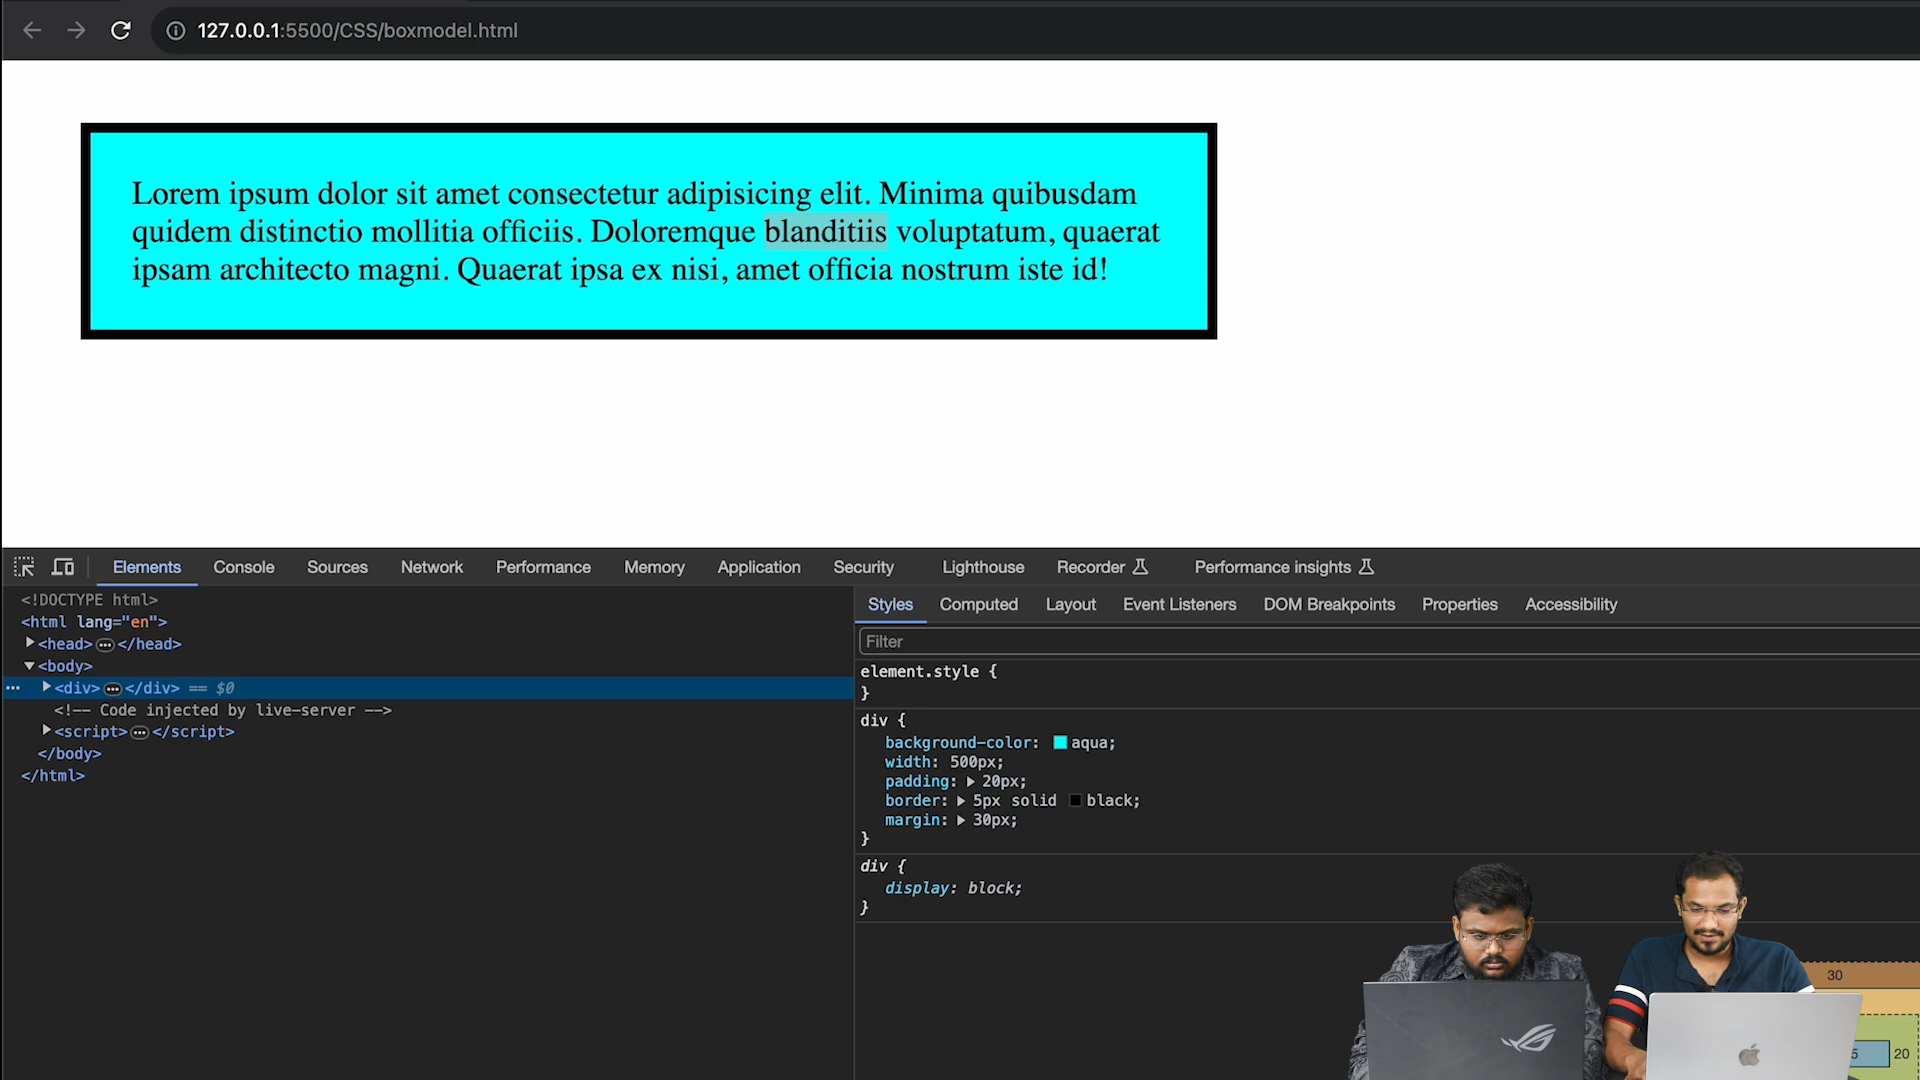 127.0.0.1:5500/CSS/boxmodel.html
Lorem ipsum dolor sit amet consectetur adipisicing elit. Minima quibusdam
quidem distinctio mollitia officiis. Doloremque blanditiis voluptatum, quaerat
ipsam architecto magni. Quaerat ipsa ex nisi, amet officia nostrum iste id!
Elements Console Sources Network Performance Memory Application Security Lighthouse Recorder Performance insights
<!DOCTYPE html>
<html lang="en">
<head> ••• </head>
<body>
••• <div> ••• </div> == $0
<!-- Code injected by live-server -->
<script> ••• </script>
</body>
</html>
Styles Computed Layout Event Listeners DOM Breakpoints Properties Accessibility
Filter
element.style {
}
div {
background-color: aqua;
width: 500px;
padding: 20px;
border: 5px solid black;
margin: 30px;
}
div {
display: block;
}
30
5 20